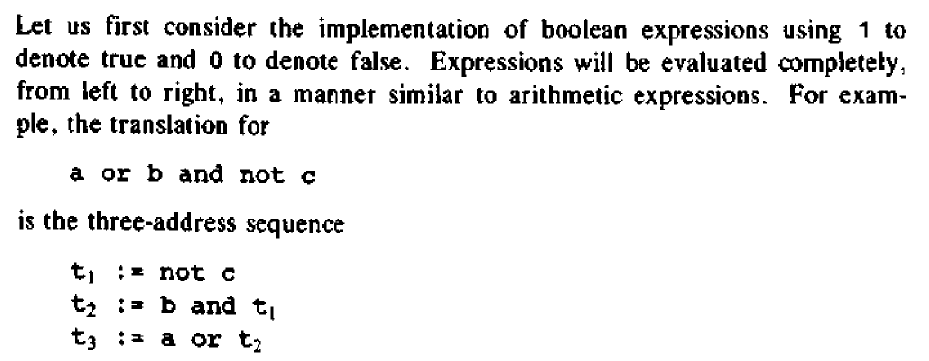 Let us first consider the implementation of boolean expressions using 1 to
denote true and 0 to denote false. Expressions will be evaluated completely,
from left to right, in a manner similar to arithmetic expressions. For exam-
ple, the translation for
a or b and not c
is the three-address sequence
t₁ := not c
t₂ := b and t₁
t₃ := a or t₂